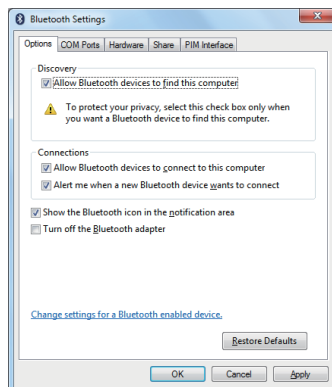 Bluetooth Settings
Options COM Ports Hardware Share PIM Interface
Discovery
Allow Bluetooth devices to find this computer
To protect your privacy, select this check box only when
you want a Bluetooth device to find this computer.
Connections
Allow Bluetooth devices to connect to this computer
Alert me when a new Bluetooth device wants to connect
Show the Bluetooth icon in the notification area
Turn off the Bluetooth adapter
Change settings for a Bluetooth enabled device.
Restore Defaults
OK Cancel Apply